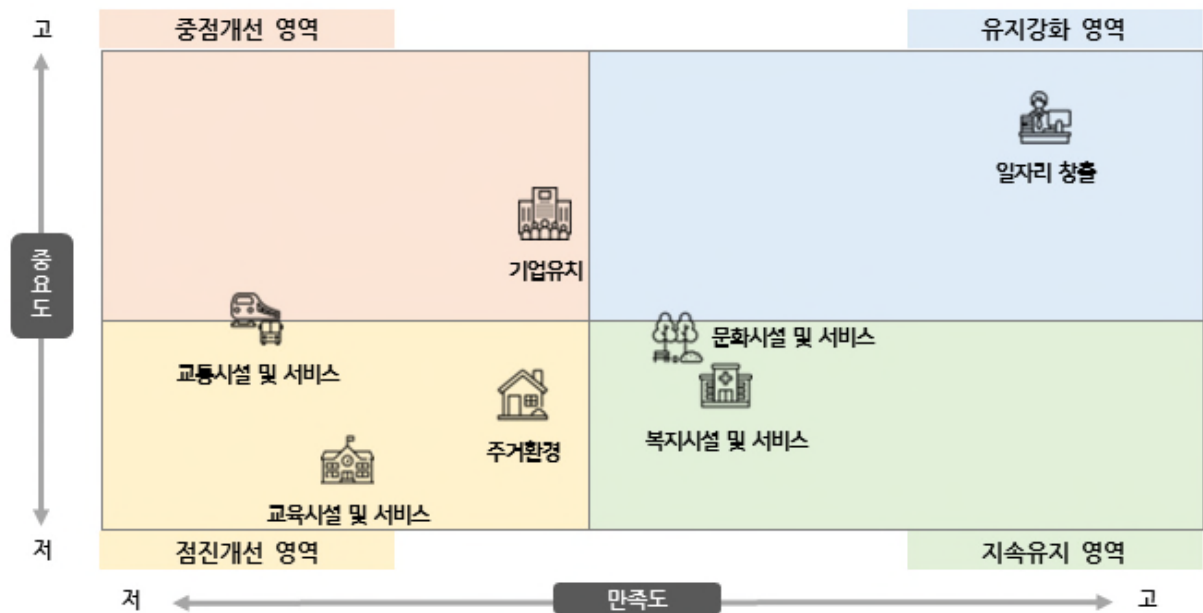 고 중점개선 영역 유지강화 영역
일자리 창출
기업유치
중요도
문화시설 및 서비스
교통시설 및 서비스
복지시설 및 서비스
주거환경
교육시설 및 서비스
저 점진개선 영역 지속유지 영역
저 만족도 고